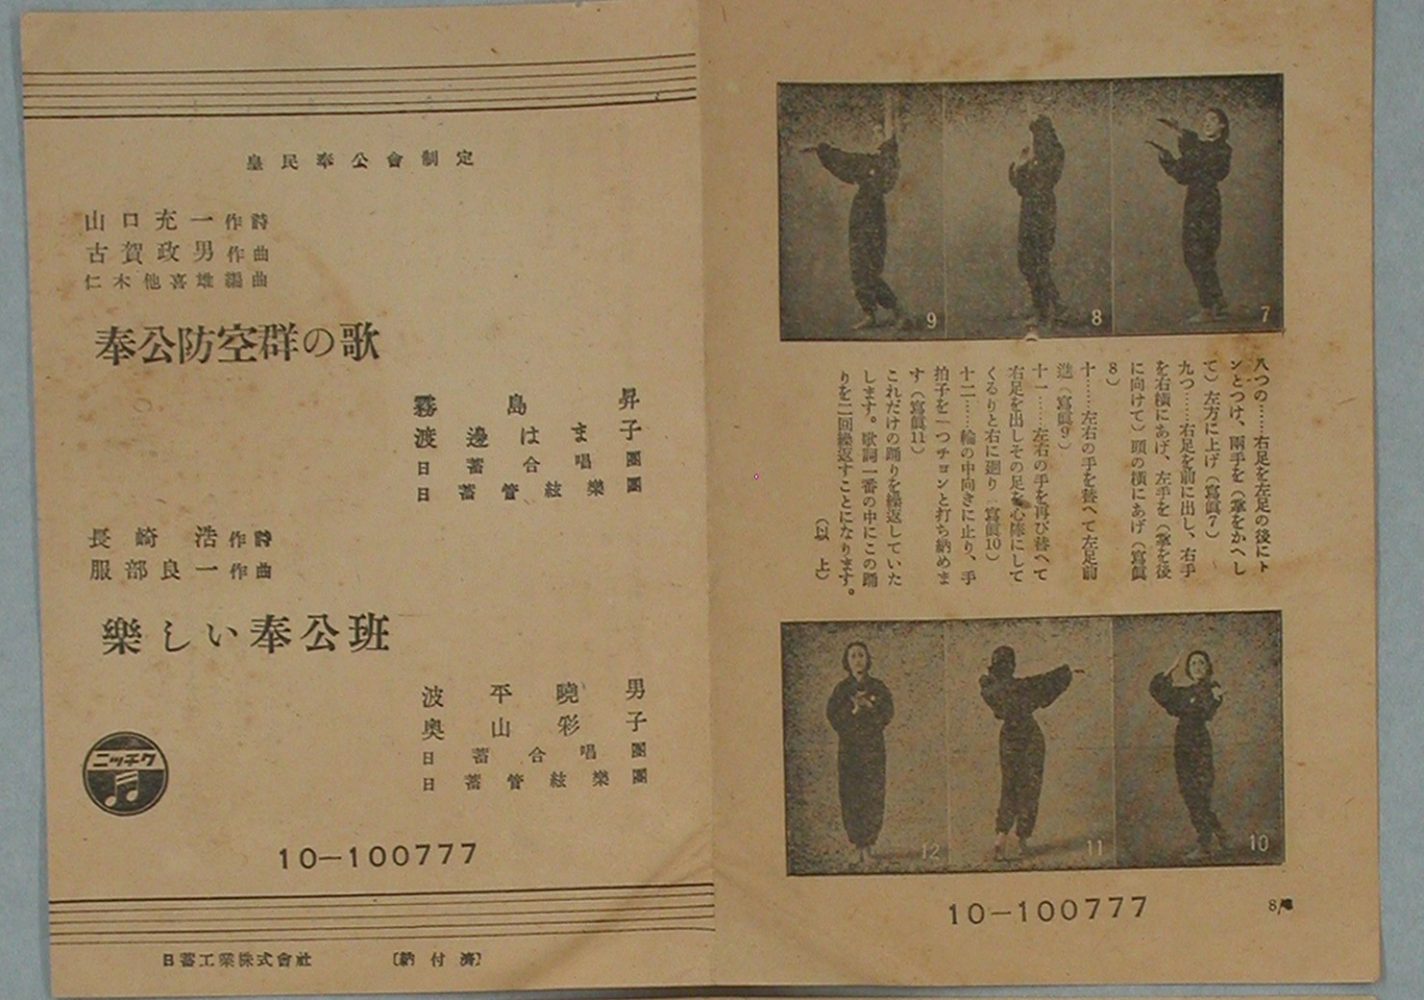 皇民奉公會制定
山口充一作詩
古賀政男作曲
仁木他喜雄編曲
奉公防空群の歌
霧島昇
渡邊はま子
日蓄合唱團
日蓄管絃樂團
長崎浩作詩
服部良一作曲
樂しい奉公班
波平曉男
奥山彩子
日蓄合唱團
日蓄管絃樂團
ニッチク
10-100777
日蓄工業株式會社 〔納付濟〕
9 8 7
八つの……右足を左足の後にト
ンとつけ、兩手を（掌をかへし
て）左方に上げ（寫眞7）
九つ……右足を前に出し、右手
を右横にあげ、左手を（掌を後
に向けて）頭の横にあげ（寫眞
8）
十……左右の手を替へて左足前
進（寫眞9）
十一……左右の手を再び替へて
右足を出しその足を心棒にして
くるりと右に廻り（寫眞10）
十二……輪の中向きに止り、手
拍子を一つチョンと打ち納めま
す（寫眞11）
これだけの踊りを繰返していた
します。歌詞一番の中にこの踊
りを二回繰返すことになります。
（以上）
12 11 10
10-100777